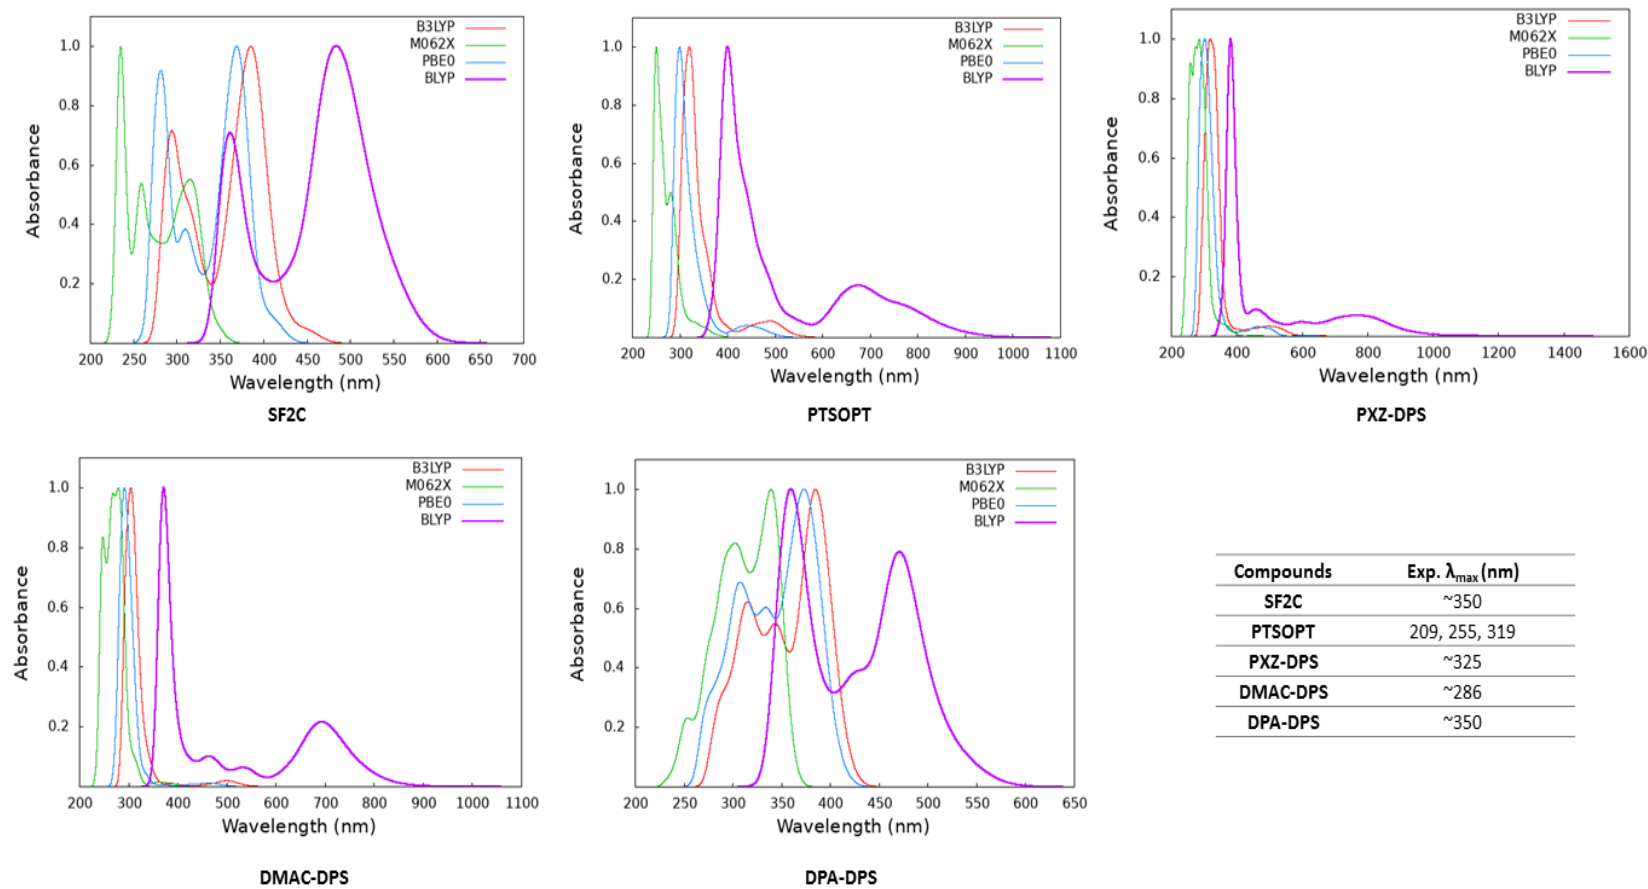 B3LYP
M062X
PBE0
BLYP
1.0
0.8
0.6
0.4
0.2
Absorbance
200 250 300 350 400 450 500 550 600 650 700
Wavelength (nm)
SF2C
B3LYP
M062X
PBE0
BLYP
1.0
0.8
0.6
0.4
0.2
Absorbance
200 300 400 500 600 700 800 900 1000 1100
Wavelength (nm)
PTSOPT
B3LYP
M062X
PBE0
BLYP
1.0
0.8
0.6
0.4
0.2
Absorbance
200 400 600 800 1000 1200 1400 1600
Wavelength (nm)
PXZ-DPS
B3LYP
M062X
PBE0
BLYP
1.0
0.8
0.6
0.4
0.2
Absorbance
200 300 400 500 600 700 800 900 1000 1100
Wavelength (nm)
DMAC-DPS
B3LYP
M062X
PBE0
BLYP
1.0
0.8
0.6
0.4
0.2
Absorbance
200 250 300 350 400 450 500 550 600 650
Wavelength (nm)
DPA-DPS
Compounds Exp. λmax (nm)
SF2C ~350
PTSOPT 209, 255, 319
PXZ-DPS ~325
DMAC-DPS ~286
DPA-DPS ~350